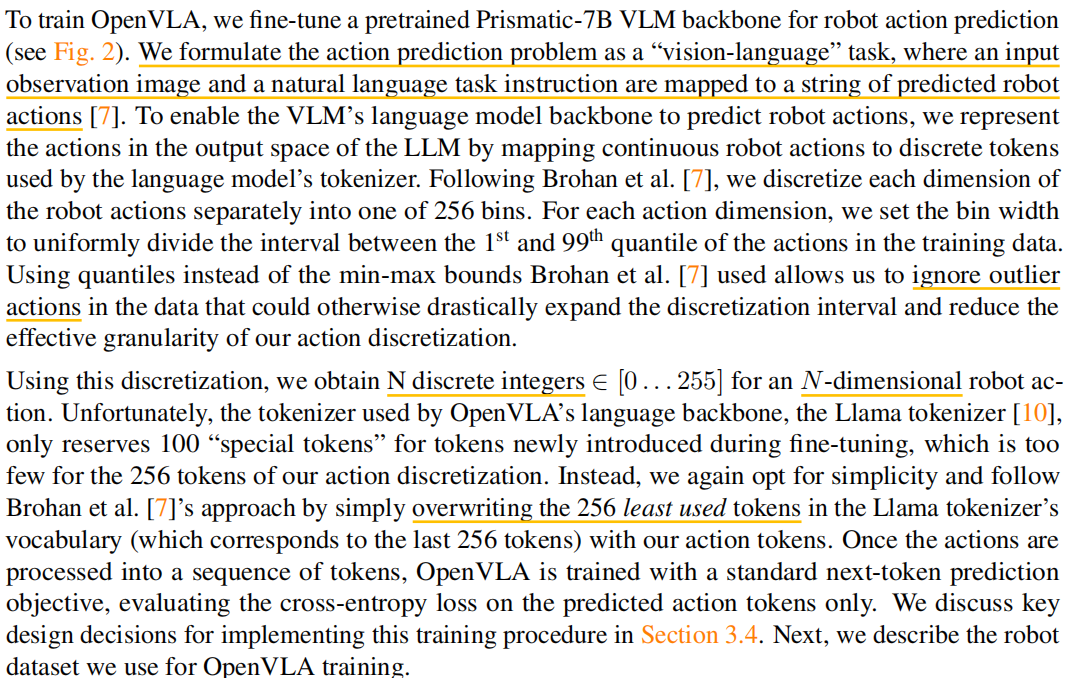 To train OpenVLA, we fine-tune a pretrained Prismatic-7B VLM backbone for robot action prediction
(see Fig. 2). We formulate the action prediction problem as a “vision-language” task, where an input
observation image and a natural language task instruction are mapped to a string of predicted robot
actions [7]. To enable the VLM’s language model backbone to predict robot actions, we represent
the actions in the output space of the LLM by mapping continuous robot actions to discrete tokens
used by the language model’s tokenizer. Following Brohan et al. [7], we discretize each dimension of
the robot actions separately into one of 256 bins. For each action dimension, we set the bin width
to uniformly divide the interval between the 1st and 99th quantile of the actions in the training data.
Using quantiles instead of the min-max bounds Brohan et al. [7] used allows us to ignore outlier
actions in the data that could otherwise drastically expand the discretization interval and reduce the
effective granularity of our action discretization.
Using this discretization, we obtain N discrete integers ∈ [0 . . . 255] for an N-dimensional robot ac-
tion. Unfortunately, the tokenizer used by OpenVLA’s language backbone, the Llama tokenizer [10],
only reserves 100 “special tokens” for tokens newly introduced during fine-tuning, which is too
few for the 256 tokens of our action discretization. Instead, we again opt for simplicity and follow
Brohan et al. [7]’s approach by simply overwriting the 256 least used tokens in the Llama tokenizer’s
vocabulary (which corresponds to the last 256 tokens) with our action tokens. Once the actions are
processed into a sequence of tokens, OpenVLA is trained with a standard next-token prediction
objective, evaluating the cross-entropy loss on the predicted action tokens only. We discuss key
design decisions for implementing this training procedure in Section 3.4. Next, we describe the robot
dataset we use for OpenVLA training.